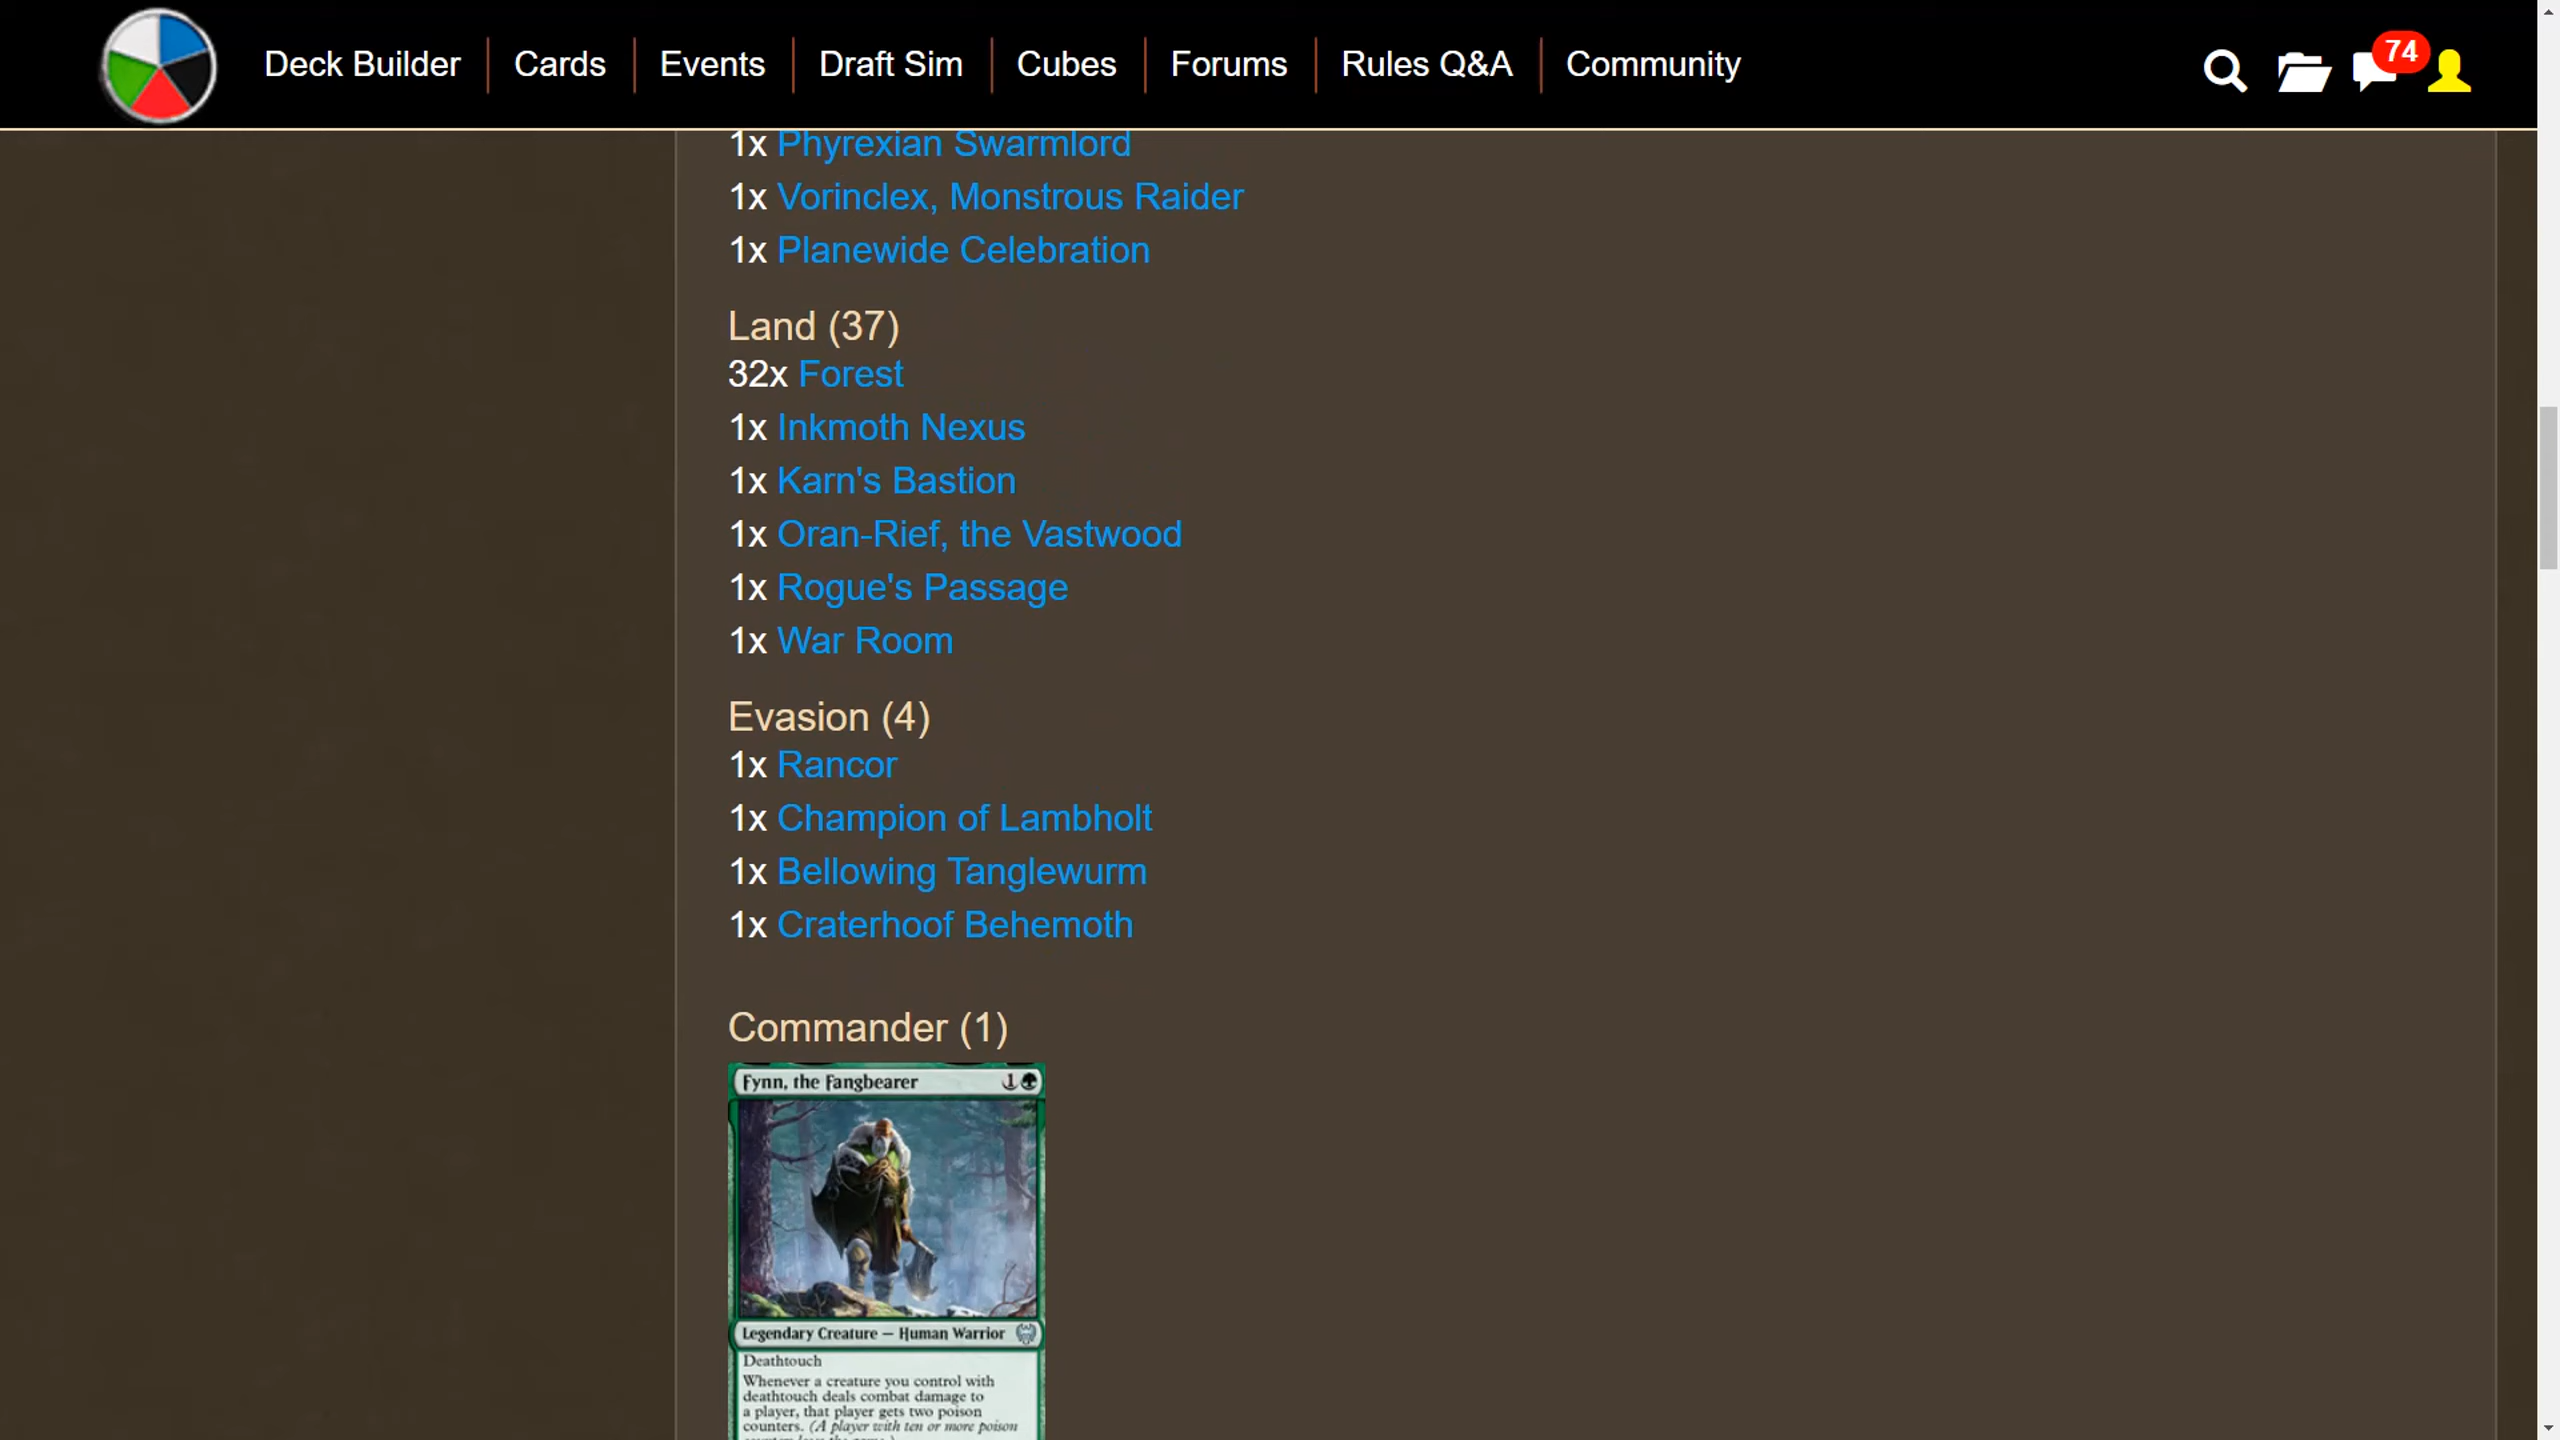 Deck Builder Cards Events Draft Sim Cubes Forums Rules Q&A Community 74
1x Phyrexian Swarmlord
1x Vorinclex, Monstrous Raider
1x Planewide Celebration
Land (37)
32x Forest
1x Inkmoth Nexus
1x Karn's Bastion
1x Oran-Rief, the Vastwood
1x Rogue's Passage
1x War Room
Evasion (4)
1x Rancor
1x Champion of Lambholt
1x Bellowing Tanglewurm
1x Craterhoof Behemoth
Commander (1)
Fynn, the Fangbearer 1
Legendary Creature — Human Warrior
Deathtouch
Whenever a creature you control with
deathtouch deals combat damage to
a player, that player gets two poison
counters. (A player with ten or more poison